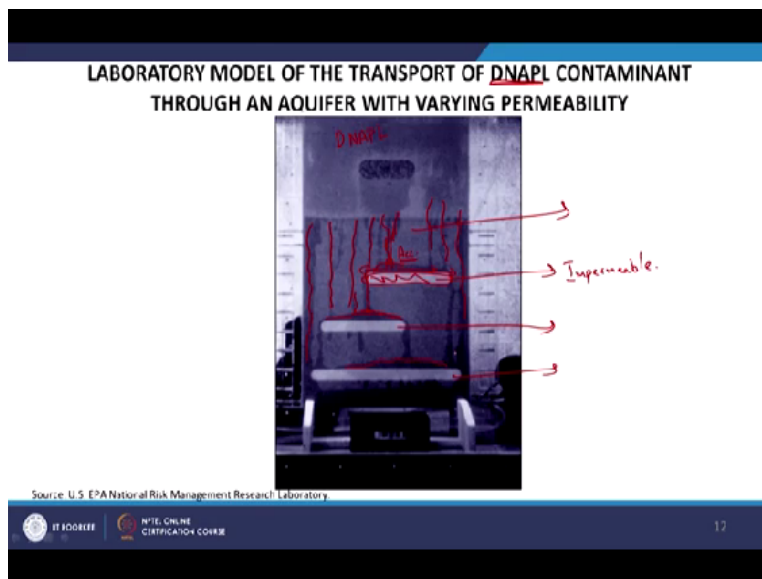 LABORATORY MODEL OF THE TRANSPORT OF DNAPL CONTAMINANT
THROUGH AN AQUIFER WITH VARYING PERMEABILITY
DNAPL
Acc.
Impermeable.
Source: U.S. EPA National Risk Management Research Laboratory.
IIT ROORKEE
NPTEL ONLINE
CERTIFICATION COURSE
12